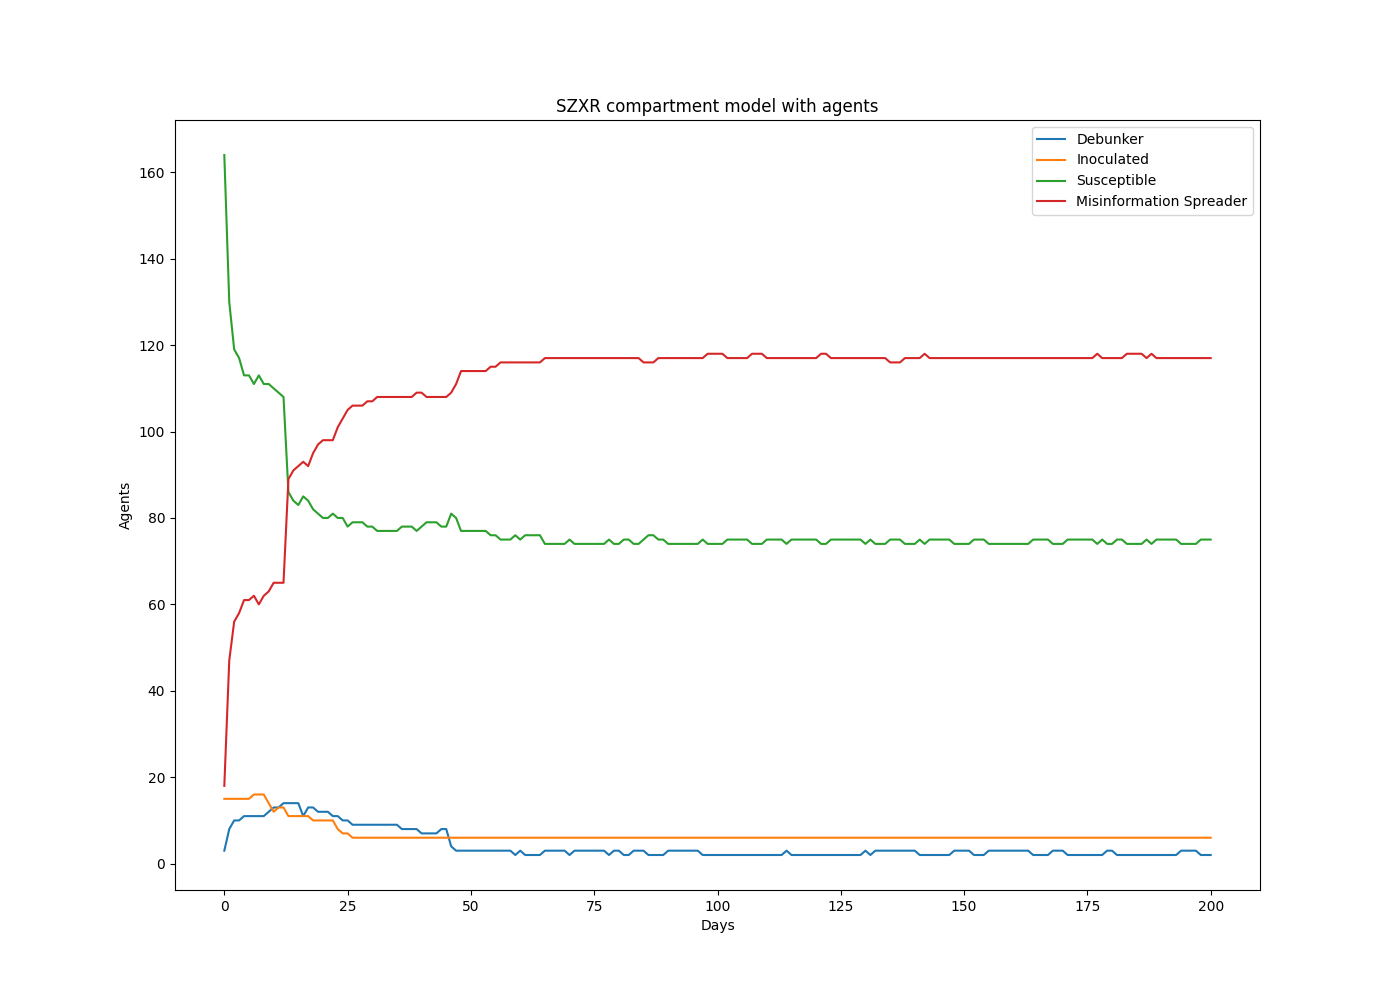 SZXR compartment model with agents
Debunker
Inoculated
Susceptible
Misinformation Spreader
160
140
120
100
80
60
40
20
0
Agents
0 25 50 75 100 125 150 175 200
Days